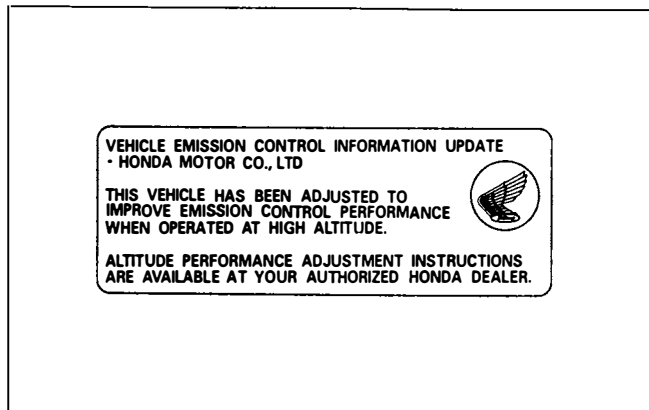 VEHICLE EMISSION CONTROL INFORMATION UPDATE
- HONDA MOTOR CO., LTD
THIS VEHICLE HAS BEEN ADJUSTED TO
IMPROVE EMISSION CONTROL PERFORMANCE
WHEN OPERATED AT HIGH ALTITUDE.
ALTITUDE PERFORMANCE ADJUSTMENT INSTRUCTIONS
ARE AVAILABLE AT YOUR AUTHORIZED HONDA DEALER.